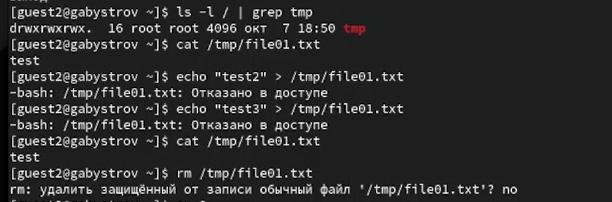 [guest2@gabystrov ~]$ ls -l / | grep tmp
drwxrwxrwx.  16 root root 4096 окт  7 18:50 tmp
[guest2@gabystrov ~]$ cat /tmp/file01.txt
test
[guest2@gabystrov ~]$ echo "test2" > /tmp/file01.txt
-bash: /tmp/file01.txt: Отказано в доступе
[guest2@gabystrov ~]$ echo "test3" > /tmp/file01.txt
-bash: /tmp/file01.txt: Отказано в доступе
[guest2@gabystrov ~]$ cat /tmp/file01.txt
test
[guest2@gabystrov ~]$ rm /tmp/file01.txt
rm: удалить защищённый от записи обычный файл '/tmp/file01.txt'? no